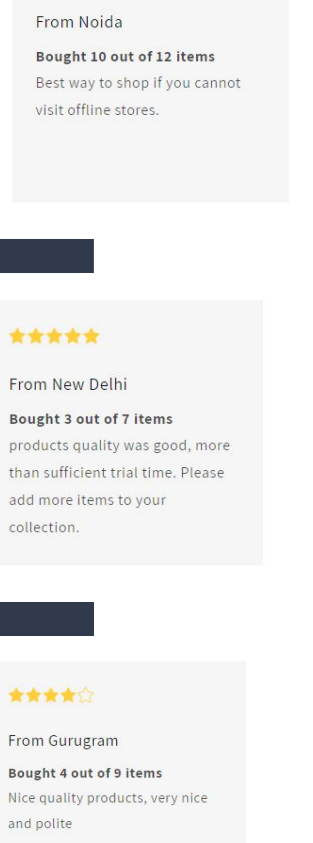 From Noida
Bought 10 out of 12 items
Best way to shop if you cannot
visit offline stores.
From New Delhi
Bought 3 out of 7 items
products quality was good, more
than sufficient trial time. Please
add more items to your
collection.
From Gurugram
Bought 4 out of 9 items
Nice quality products, very nice
and polite